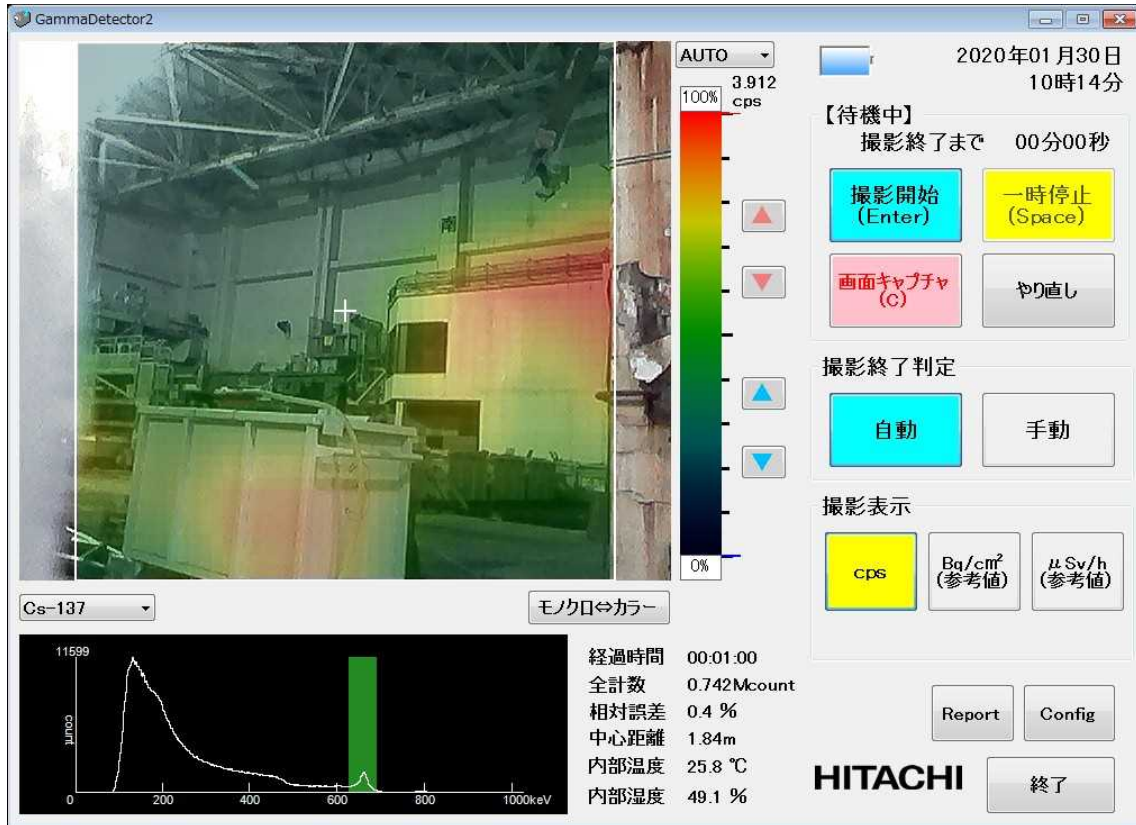 GammaDetector2
AUTO
3.912
cps
100%
0%
2020年01月30日
10時14分
【待機中】
撮影終了まで 00分00秒
撮影開始
(Enter)
一時停止
(Space)
画面キャプチャ
(C)
やり直し
撮影終了判定
自動
手動
撮影表示
cps
Bq/c㎡
(参考値)
μSv/h
(参考値)
南
Cs-137
モノクロ⇔カラー
11599
count
0 200 400 600 800 1000keV
経過時間 00:01:00
全計数 0.742Mcount
相対誤差 0.4 %
中心距離 1.84m
内部温度 25.8 ℃
内部湿度 49.1 %
Report
Config
HITACHI
終了